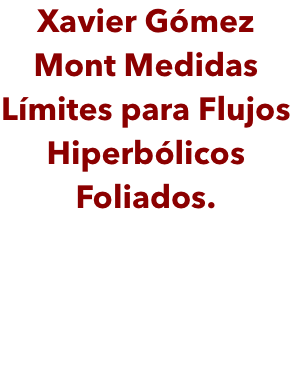 Xavier Gómez
Mont Medidas
Límites para Flujos
Hiperbólicos
Foliados.